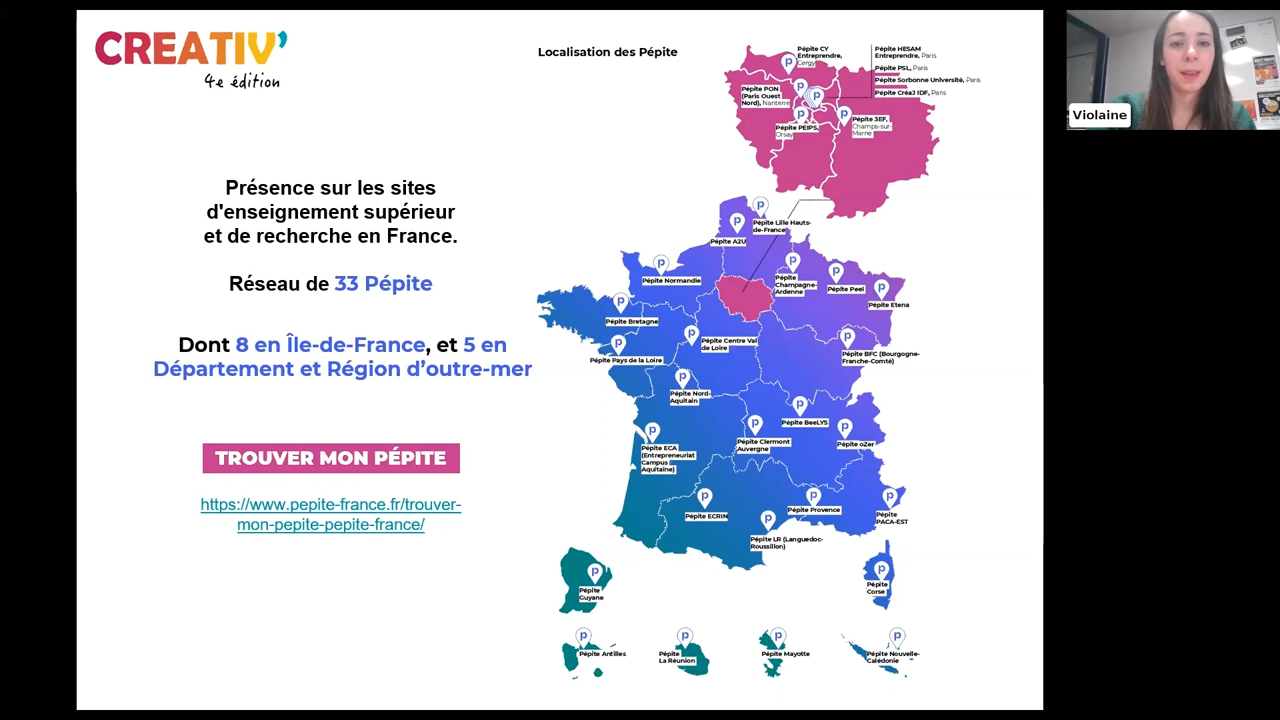 CREATIV'
4e édition
Présence sur les sites
d'enseignement supérieur
et de recherche en France.
Réseau de 33 Pépite
Dont 8 en Île-de-France, et 5 en
Département et Région d'outre-mer
TROUVER MON PÉPITE
https://www.pepite-france.fr/trouver-
mon-pepite-pepite-france/
Localisation des Pépite
Pépite CY
Entreprendre,
Cergy
Pépite HESAM
Entreprendre, Paris
Pépite PSL, Paris
Pépite Sorbonne Université, Paris
Pépite CréaJ IDF, Paris
Pépite PON
(Paris Ouest
Nord), Nanterre
Pépite PEIPS,
Orsay
Pépite 3EF,
Champs-sur-
Marne
Pépite Lille Hauts-
de-France
Pépite A2U
Pépite Normandie
Pépite
Champagne-
Ardenne
Pépite Peel
Pépite Etena
Pépite Bretagne
Pépite Centre Val
de Loire
Pépite Pays de la Loire
Pépite BFC (Bourgogne-
Franche-Comté)
Pépite Nord-
Aquitain
Pépite BeeLYS
Pépite ECA
(Entrepreneuriat
Campus
Aquitaine)
Pépite Clermont
Auvergne
Pépite oZer
Pépite ECRIN
Pépite Provence
Pépite
PACA-EST
Pépite LR (Languedoc-
Roussillon)
Pépite
Guyane
Pépite
Corse
Pépite Antilles
Pépite
La Réunion
Pépite Mayotte
Pépite Nouvelle-
Calédonie
Violaine